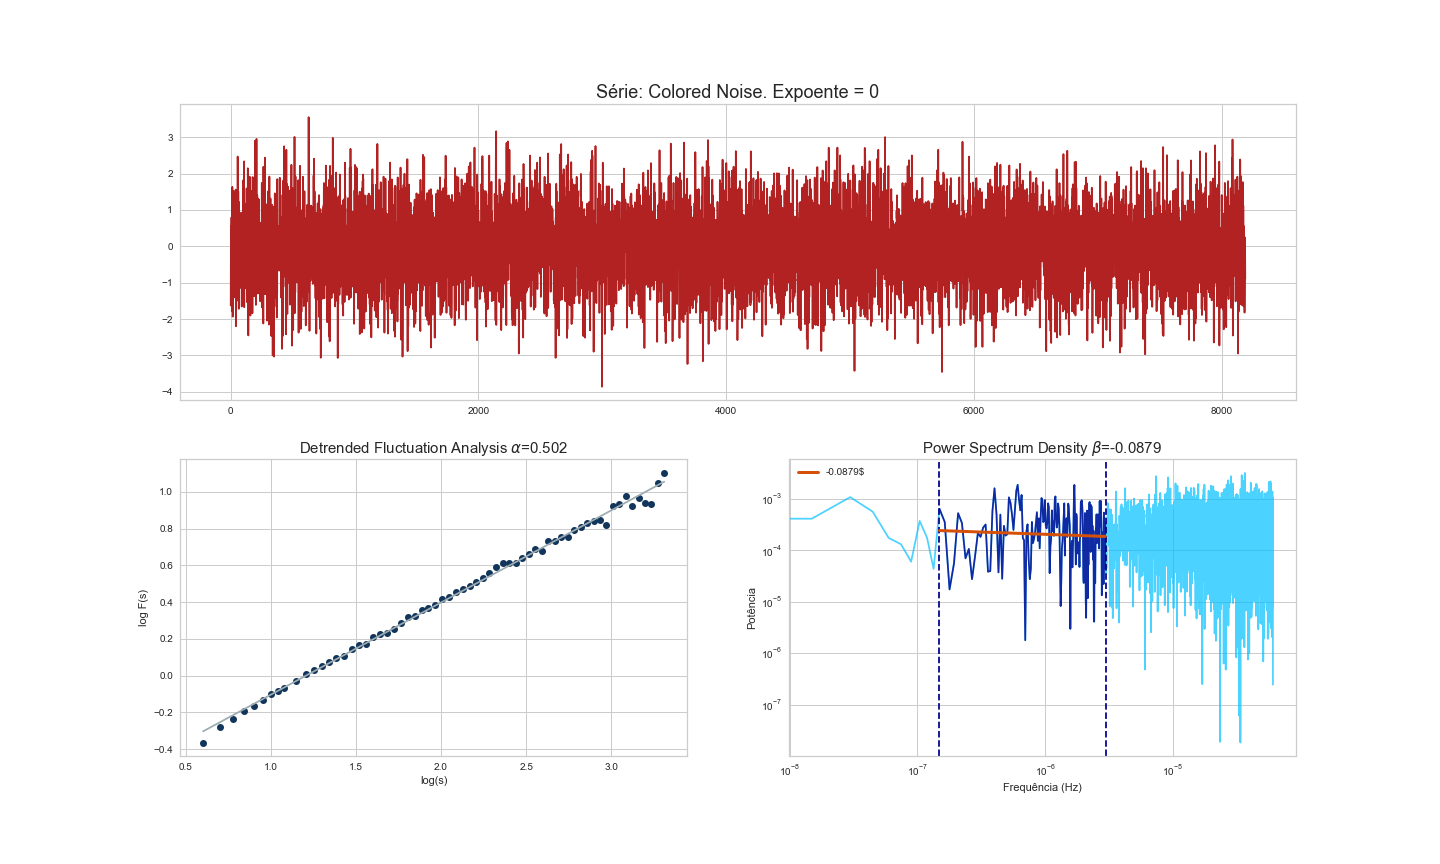 Série: Colored Noise. Expoente = 0
3
2
1
0
−1
−2
−3
−4
0 2000 4000 6000 8000
Detrended Fluctuation Analysis α=0.502
log F(s)
1.0
0.8
0.6
0.4
0.2
0.0
−0.2
−0.4
0.5 1.0 1.5 2.0 2.5 3.0
log(s)
Power Spectrum Density β=-0.0879
-0.0879$
Potência
10⁻³
10⁻⁴
10⁻⁵
10⁻⁶
10⁻⁷
10⁻⁸ 10⁻⁷ 10⁻⁶ 10⁻⁵
Frequência (Hz)